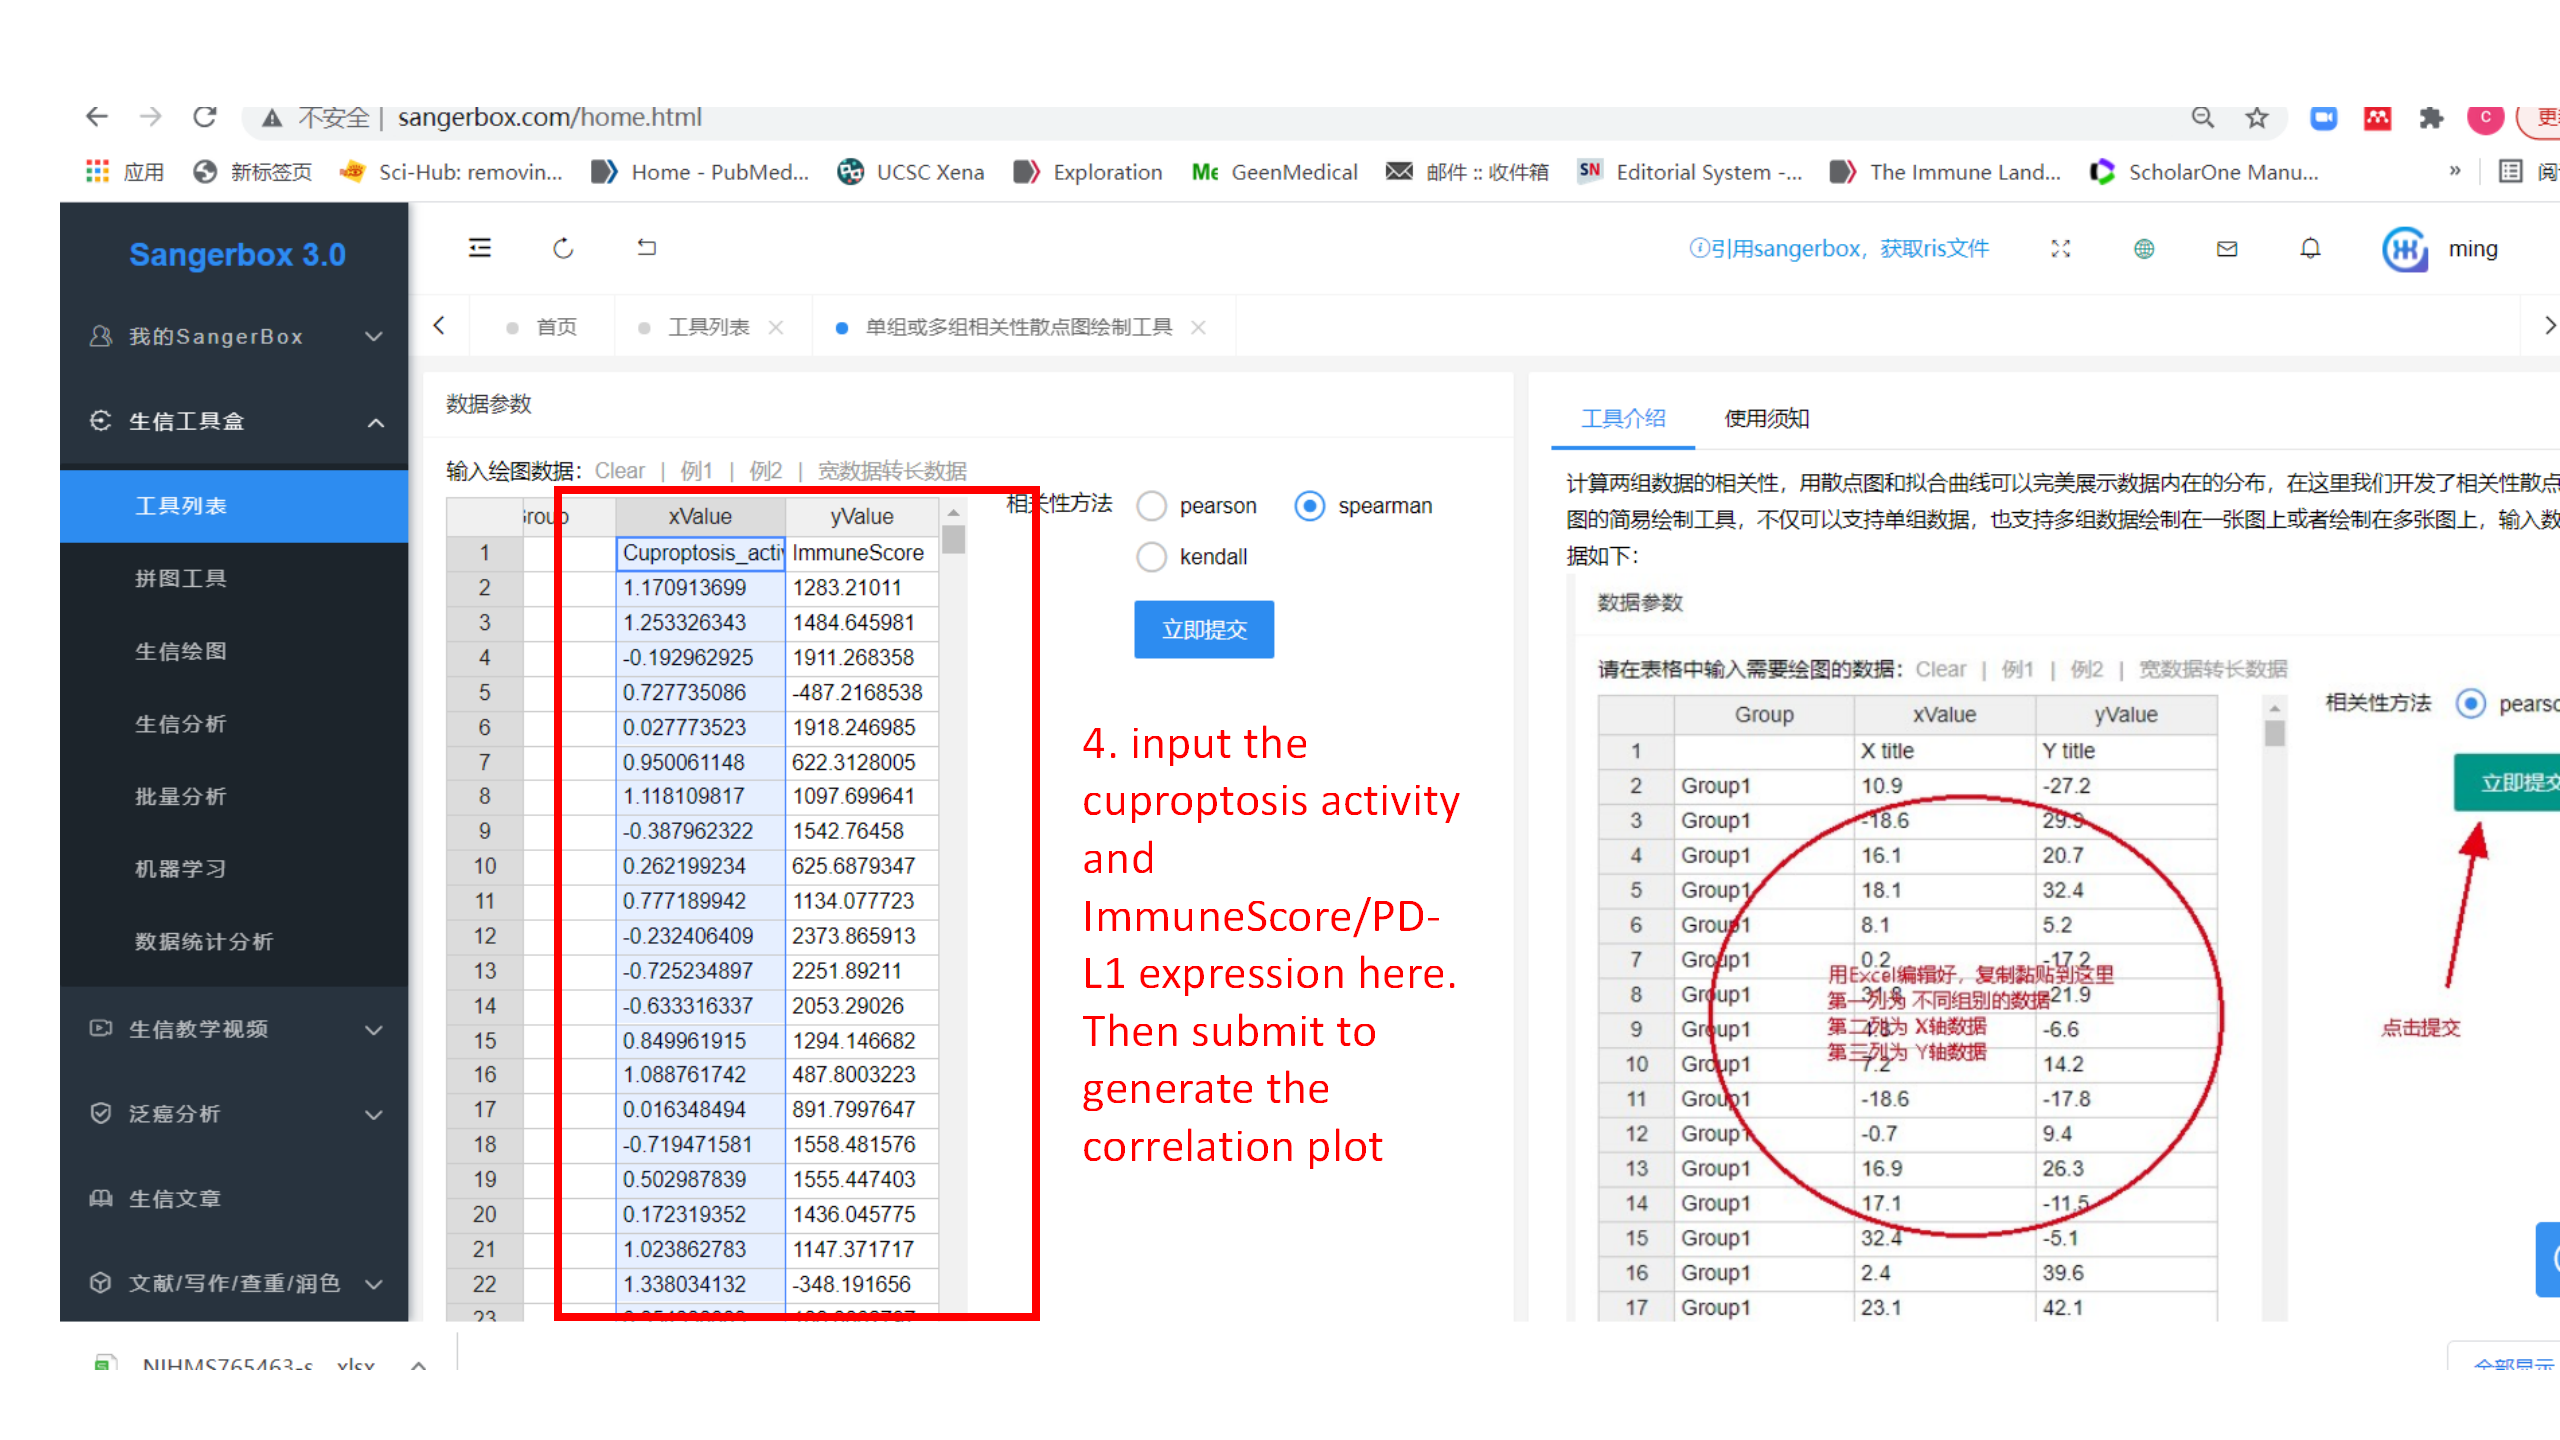 不安全 | sangerbox.com/home.html
应用 新标签页 Sci-Hub: removin... Home - PubMed... UCSC Xena Exploration GeenMedical 邮件 :: 收件箱 SN Editorial System -... The Immune Land... ScholarOne Manu... »
Sangerbox 3.0
引用sangerbox，获取ris文件 ming
我的SangerBox
生信工具盒
工具列表
拼图工具
生信绘图
生信分析
批量分析
机器学习
数据统计分析
生信教学视频
泛癌分析
生信文章
文献/写作/查重/润色
首页 工具列表 单组或多组相关性散点图绘制工具
数据参数
输入绘图数据: Clear | 例1 | 例2 | 宽数据转长数据
xValue yValue
1 Cuproptosis_acti ImmuneScore
2 1.170913699 1283.21011
3 1.253326343 1484.645981
4 -0.192962925 1911.268358
5 0.727735086 -487.2168538
6 0.027773523 1918.246985
7 0.950061148 622.3128005
8 1.118109817 1097.699641
9 -0.387962322 1542.76458
10 0.262199234 625.6879347
11 0.777189942 1134.077723
12 -0.232406409 2373.865913
13 -0.725234897 2251.89211
14 -0.633316337 2053.29026
15 0.849961915 1294.146682
16 1.088761742 487.8003223
17 0.016348494 891.7997647
18 -0.719471581 1558.481576
19 0.502987839 1555.447403
20 0.172319352 1436.045775
21 1.023862783 1147.371717
22 1.338034132 -348.191656
23
相关性方法 pearson spearman
kendall
立即提交
4. input the
cuproptosis activity
and
ImmuneScore/PD-
L1 expression here.
Then submit to
generate the
correlation plot
工具介绍 使用须知
计算两组数据的相关性，用散点图和拟合曲线可以完美展示数据内在的分布，在这里我们开发了相关性散点
图的简易绘制工具，不仅可以支持单组数据，也支持多组数据绘制在一张图上或者绘制在多张图上，输入数
据如下：
数据参数
请在表格中输入需要绘图的数据: Clear | 例1 | 例2 | 宽数据转长数据
Group xValue yValue
1 X title Y title
2 Group1 10.9 -27.2
3 Group1 -18.6 29.9
4 Group1 16.1 20.7
5 Group1 18.1 32.4
6 Group1 8.1 5.2
7 Group1 0.2 -17.2
8 Group1 31.8 -21.9
9 Group1 -6.6
10 Group1 7.2 14.2
11 Group1 -18.6 -17.8
12 Group1 -0.7 9.4
13 Group1 16.9 26.3
14 Group1 17.1 -11.5
15 Group1 32.4 -5.1
16 Group1 2.4 39.6
17 Group1 23.1 42.1
用Excel编辑好，复制黏贴到这里
第一列为 不同组别的数据
第二列为 X轴数据
第三列为 Y轴数据
相关性方法
立即提交
点击提交